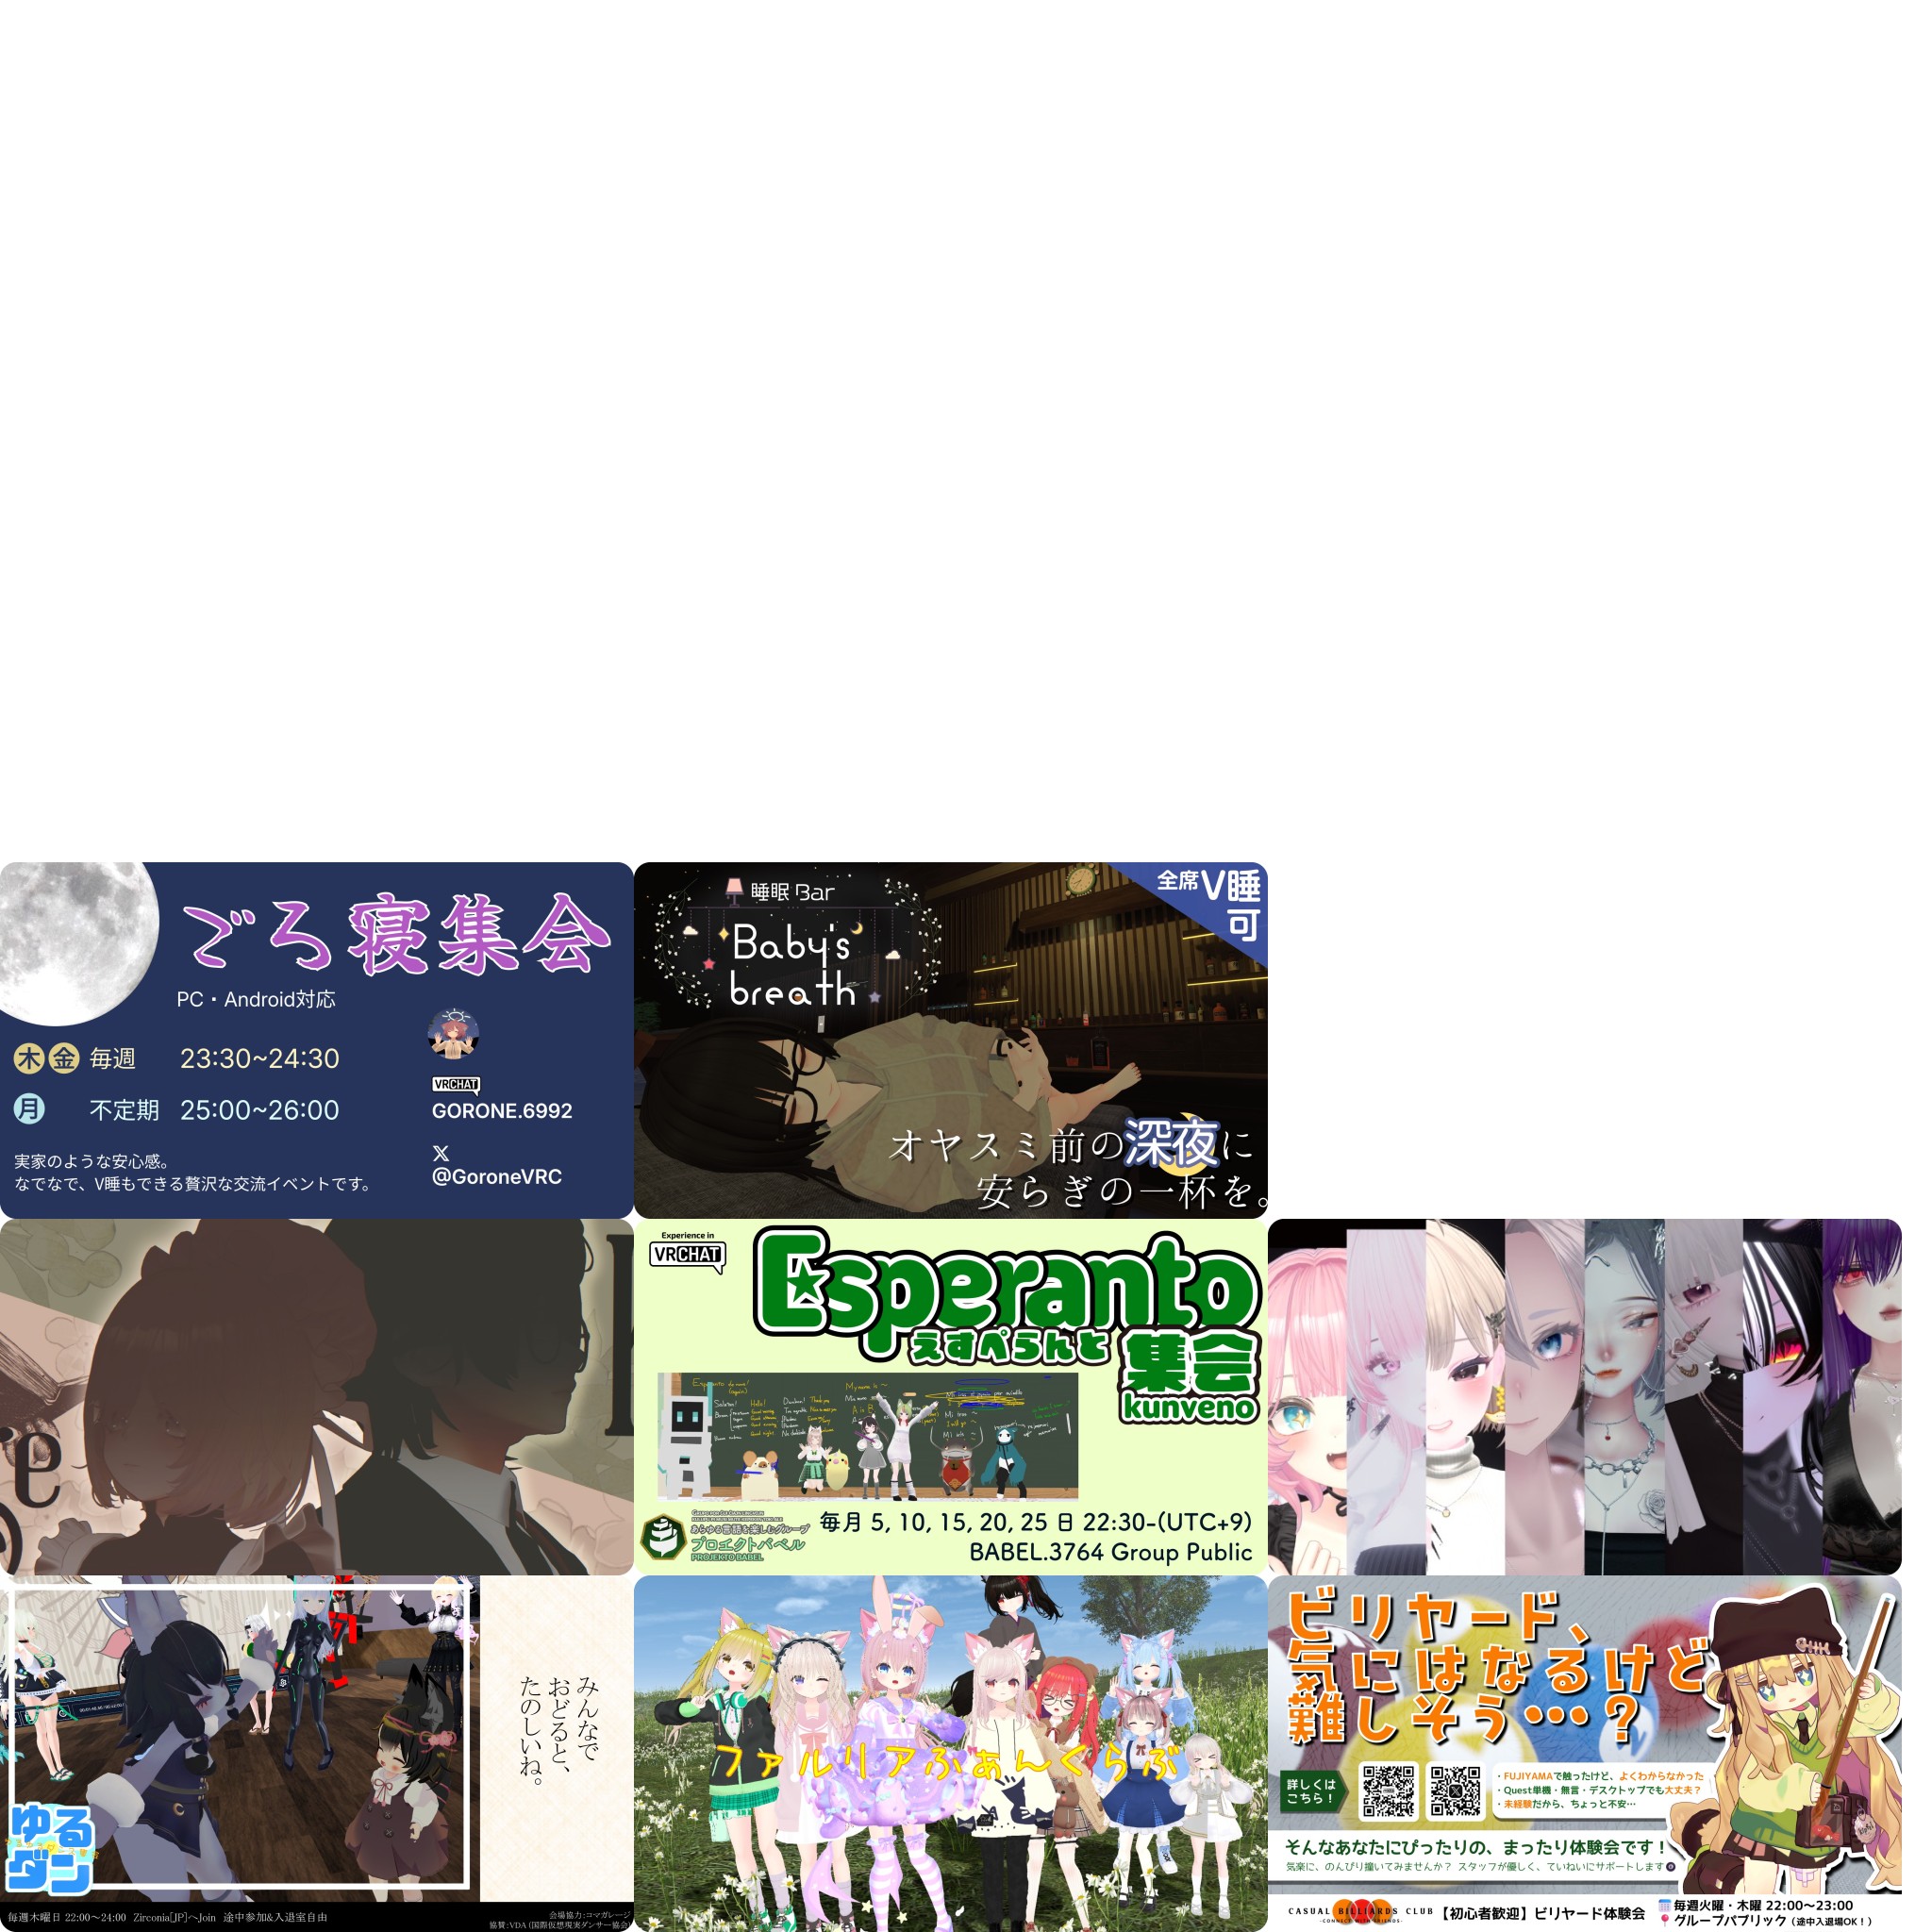 ごろ寝集会
PC・Android対応
木 金 毎週 23:30~24:30
月 不定期 25:00~26:00
実家のような安心感。
なでなで、V睡もできる贅沢な交流イベントです。
VRCHAT
GORONE.6992
X
@GoroneVRC
睡眠 Bar
Baby's
breath
全席V睡
可
オヤスミ前の深夜に
安らぎの一杯を。
e
Experience in
VRCHAT
Esperanto
えすぺらんと 集会
kunveno
あらゆる言語を楽しむグループ
プロエクトバベル
PROJEKTO BABEL
毎月 5, 10, 15, 20, 25 日 22:30-(UTC+9)
BABEL.3764 Group Public
みんなで
おどると、
たのしいね。
ゆる
ダン
毎週木曜日 22:00〜24:00 Zirconia[JP]へJoin 途中参加&入退室自由
会場協力:コマガレージ
協賛:VDA (国際仮想現実ダンサー協会)
ファルリアふぁんくらぶ
ビリヤード、
気にはなるけど
難しそう…?
詳しくは
こちら！
・FUJIYAMAで触ったけど、よくわからなかった
・Quest単機・無言・デスクトップでも大丈夫？
・未経験だから、ちょっと不安…
そんなあなたにぴったりの、まったり体験会です！
気楽に、のんびり撞いてみませんか？ スタッフが優しく、ていねいにサポートします
CASUAL BILLIARDS CLUB
-CONNECT WITH FRIENDS-
【初心者歓迎】ビリヤード体験会
毎週火曜・木曜 22:00〜23:00
グループパブリック（途中入退場OK！）